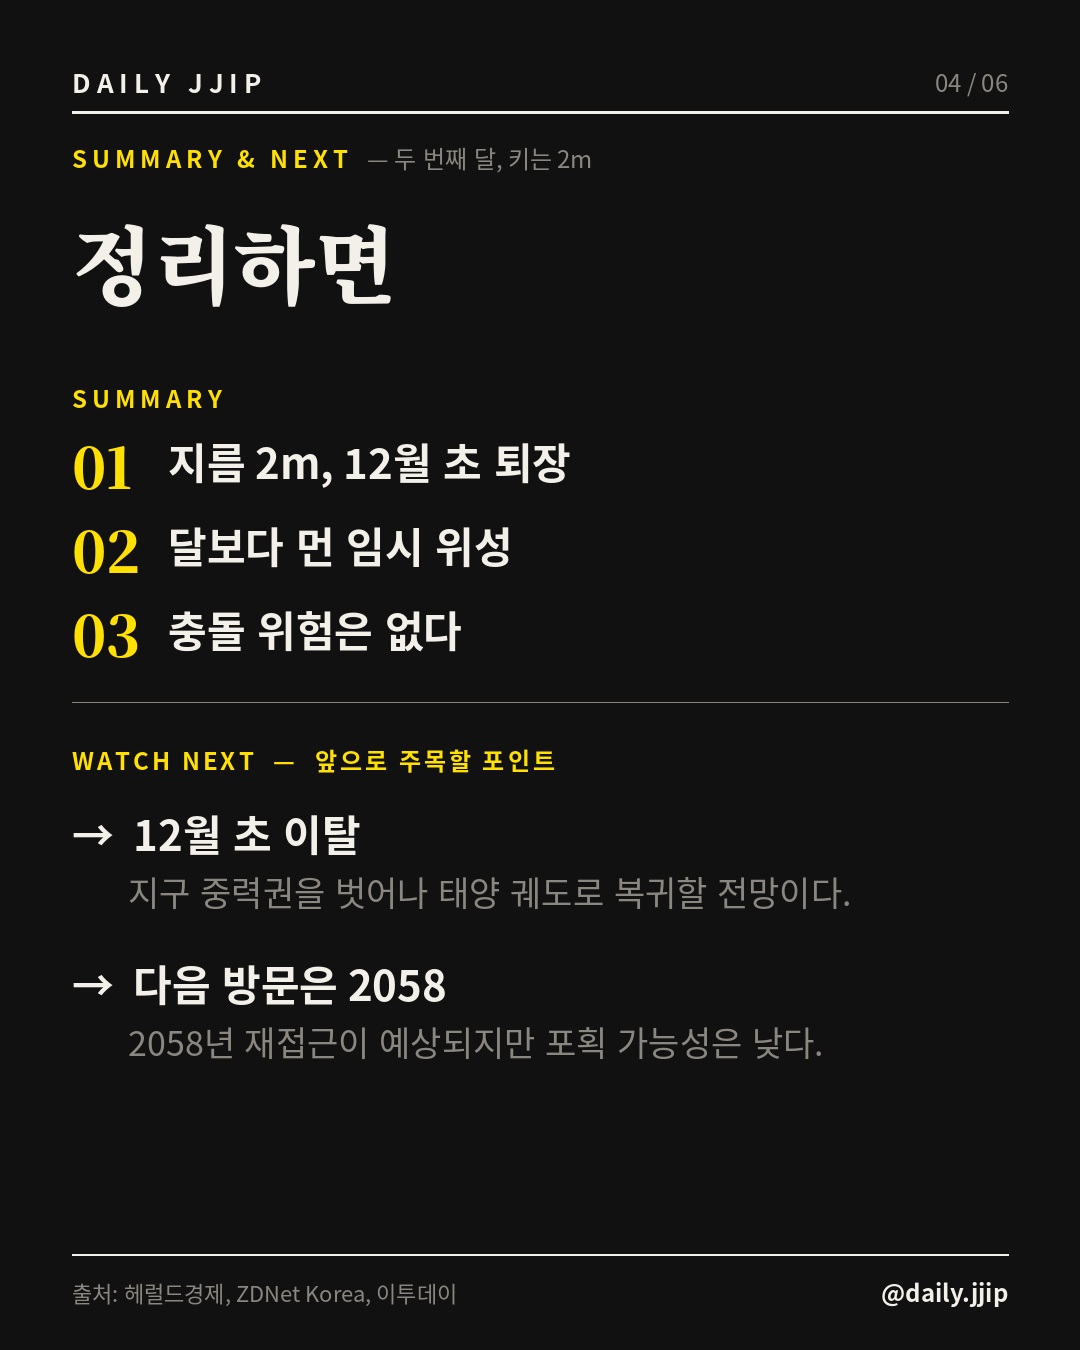 DAILY JJIP
04 / 06
SUMMARY & NEXT — 두 번째 달, 키는 2m
정리하면
SUMMARY
01 지름 2m, 12월 초 퇴장
02 달보다 먼 임시 위성
03 충돌 위험은 없다
WATCH NEXT — 앞으로 주목할 포인트
→ 12월 초 이탈
지구 중력권을 벗어나 태양 궤도로 복귀할 전망이다.
→ 다음 방문은 2058
2058년 재접근이 예상되지만 포획 가능성은 낮다.
출처: 헤럴드경제, ZDNet Korea, 이투데이
@daily.jjip